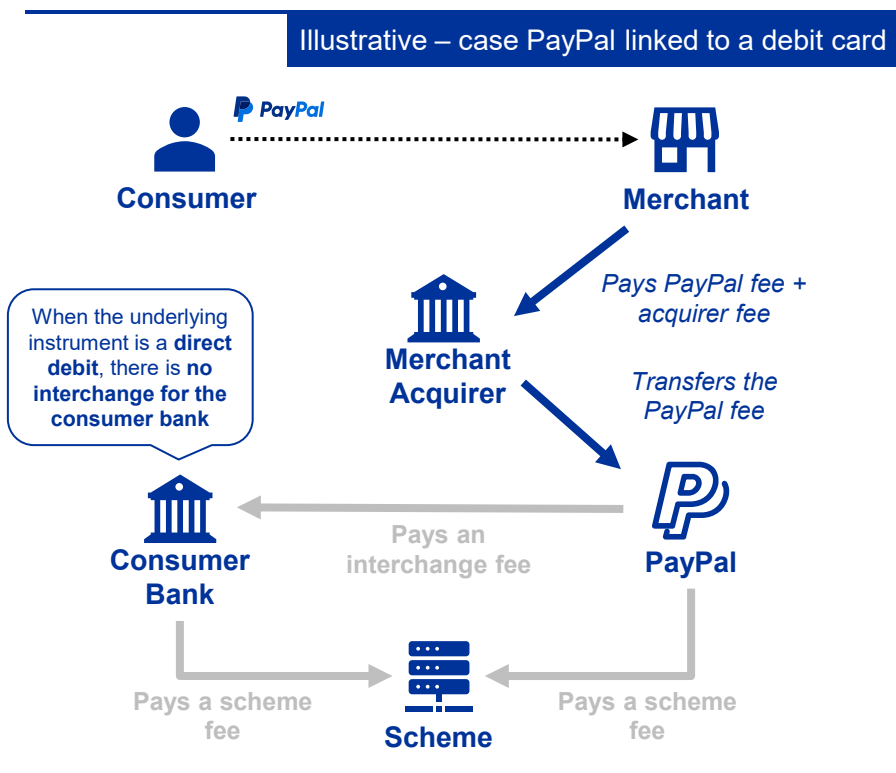 Illustrative – case PayPal linked to a debit card
PayPal
Consumer
Merchant
Pays PayPal fee +
acquirer fee
Merchant
Acquirer
Transfers the
PayPal fee
When the underlying
instrument is a direct
debit, there is no
interchange for the
consumer bank
Consumer
Bank
Pays an
interchange fee
PayPal
Pays a scheme
fee
Scheme
Pays a scheme
fee